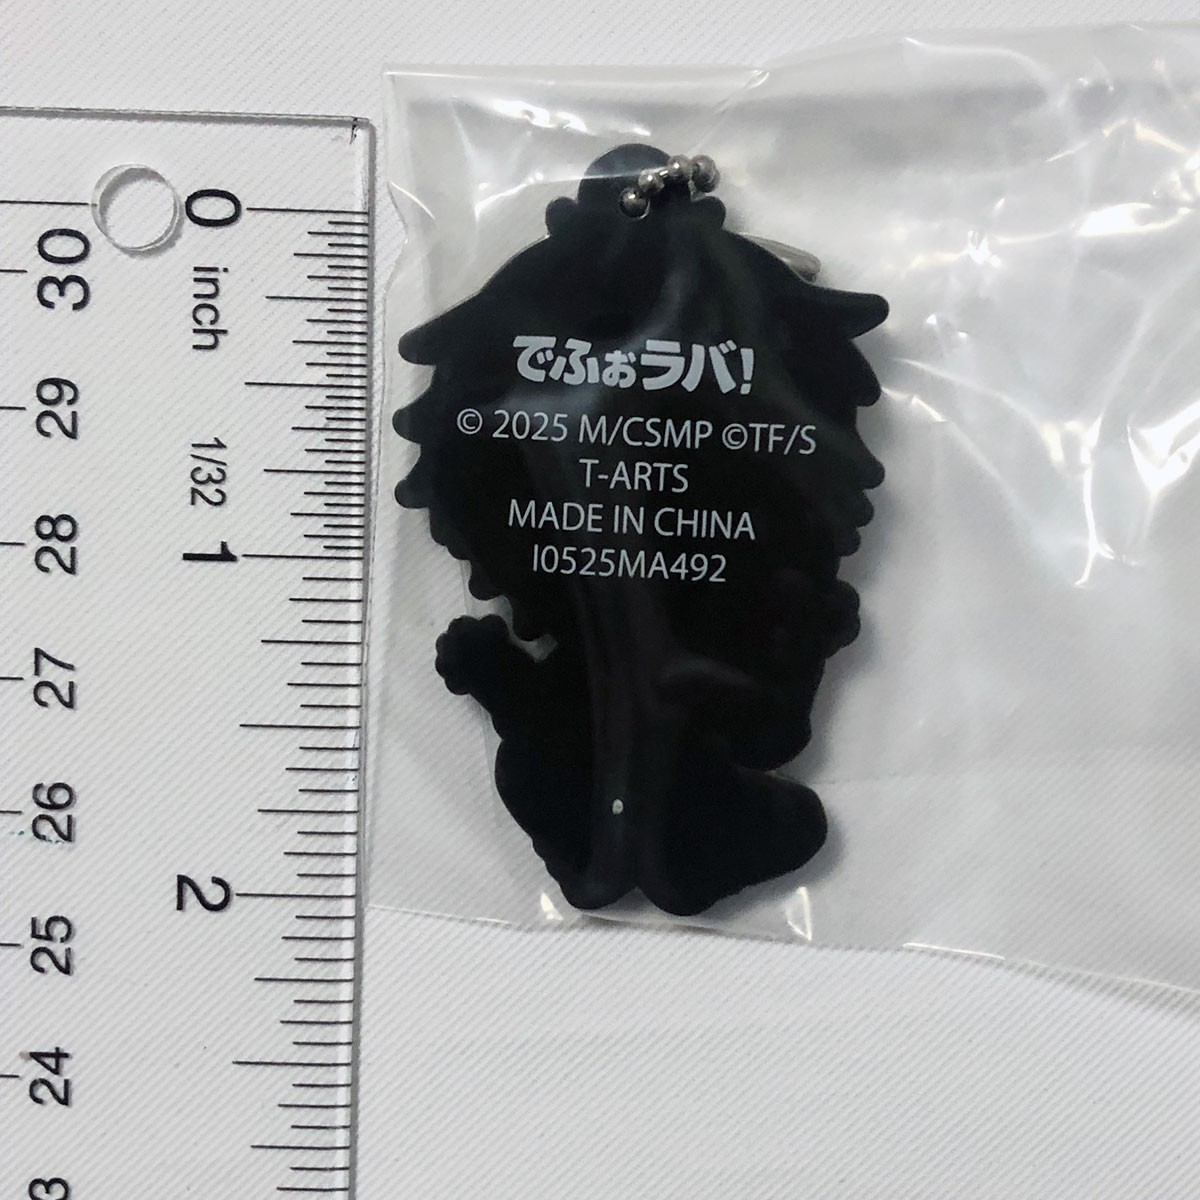 でふぉラバ!
© 2025 M/CSMP ©TF/S
T-ARTS
MADE IN CHINA
I0525MA492
0
inch
1/32
1
2
30
29
28
27
26
25
24